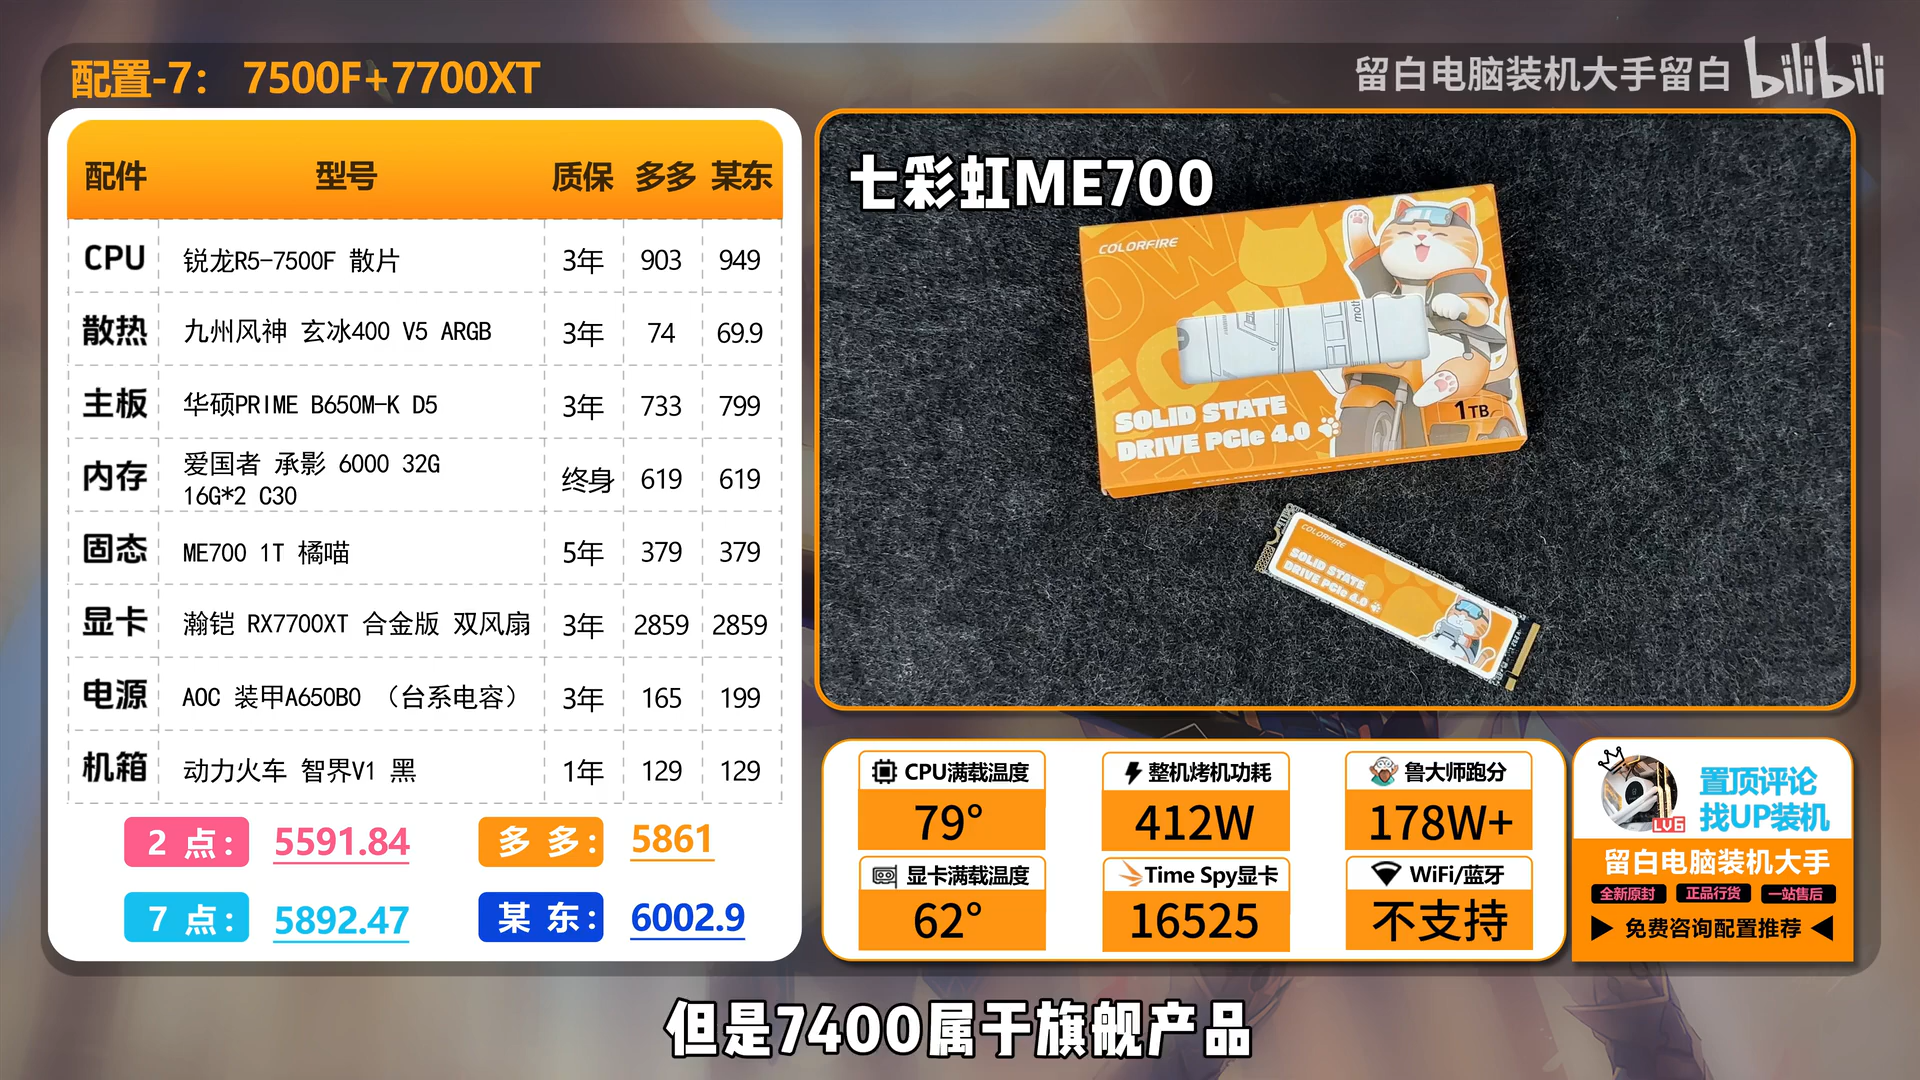 配置-7： 7500F+7700XT
留白电脑装机大手留白 bilibili
配件 型号 质保 多多 某东
CPU 锐龙R5-7500F 散片 3年 903 949
散热 九州风神 玄冰400 V5 ARGB 3年 74 69.9
主板 华硕PRIME B650M-K D5 3年 733 799
内存 爱国者 承影 6000 32G 16G*2 C30 终身 619 619
固态 ME700 1T 橘喵 5年 379 379
显卡 瀚铠 RX7700XT 合金版 双风扇 3年 2859 2859
电源 AOC 装甲A650B0 （台系电容） 3年 165 199
机箱 动力火车 智界V1 黑 1年 129 129
2 点： 5591.84 多 多： 5861
7 点： 5892.47 某 东： 6002.9
七彩虹ME700
COLORFIRE
SOLID STATE
DRIVE PCIe 4.0
1TB
COLORFIRE SOLID STATE DRIVE
COLORFIRE
SOLID STATE
DRIVE PCIe 4.0
CPU满载温度 整机烤机功耗 鲁大师跑分
79° 412W 178W+
显卡满载温度 Time Spy显卡 WiFi/蓝牙
62° 16525 不支持
LV6
置顶评论
找UP装机
留白电脑装机大手
全新原封 正品行货 一站售后
▶ 免费咨询配置推荐 ◀
但是7400属于旗舰产品